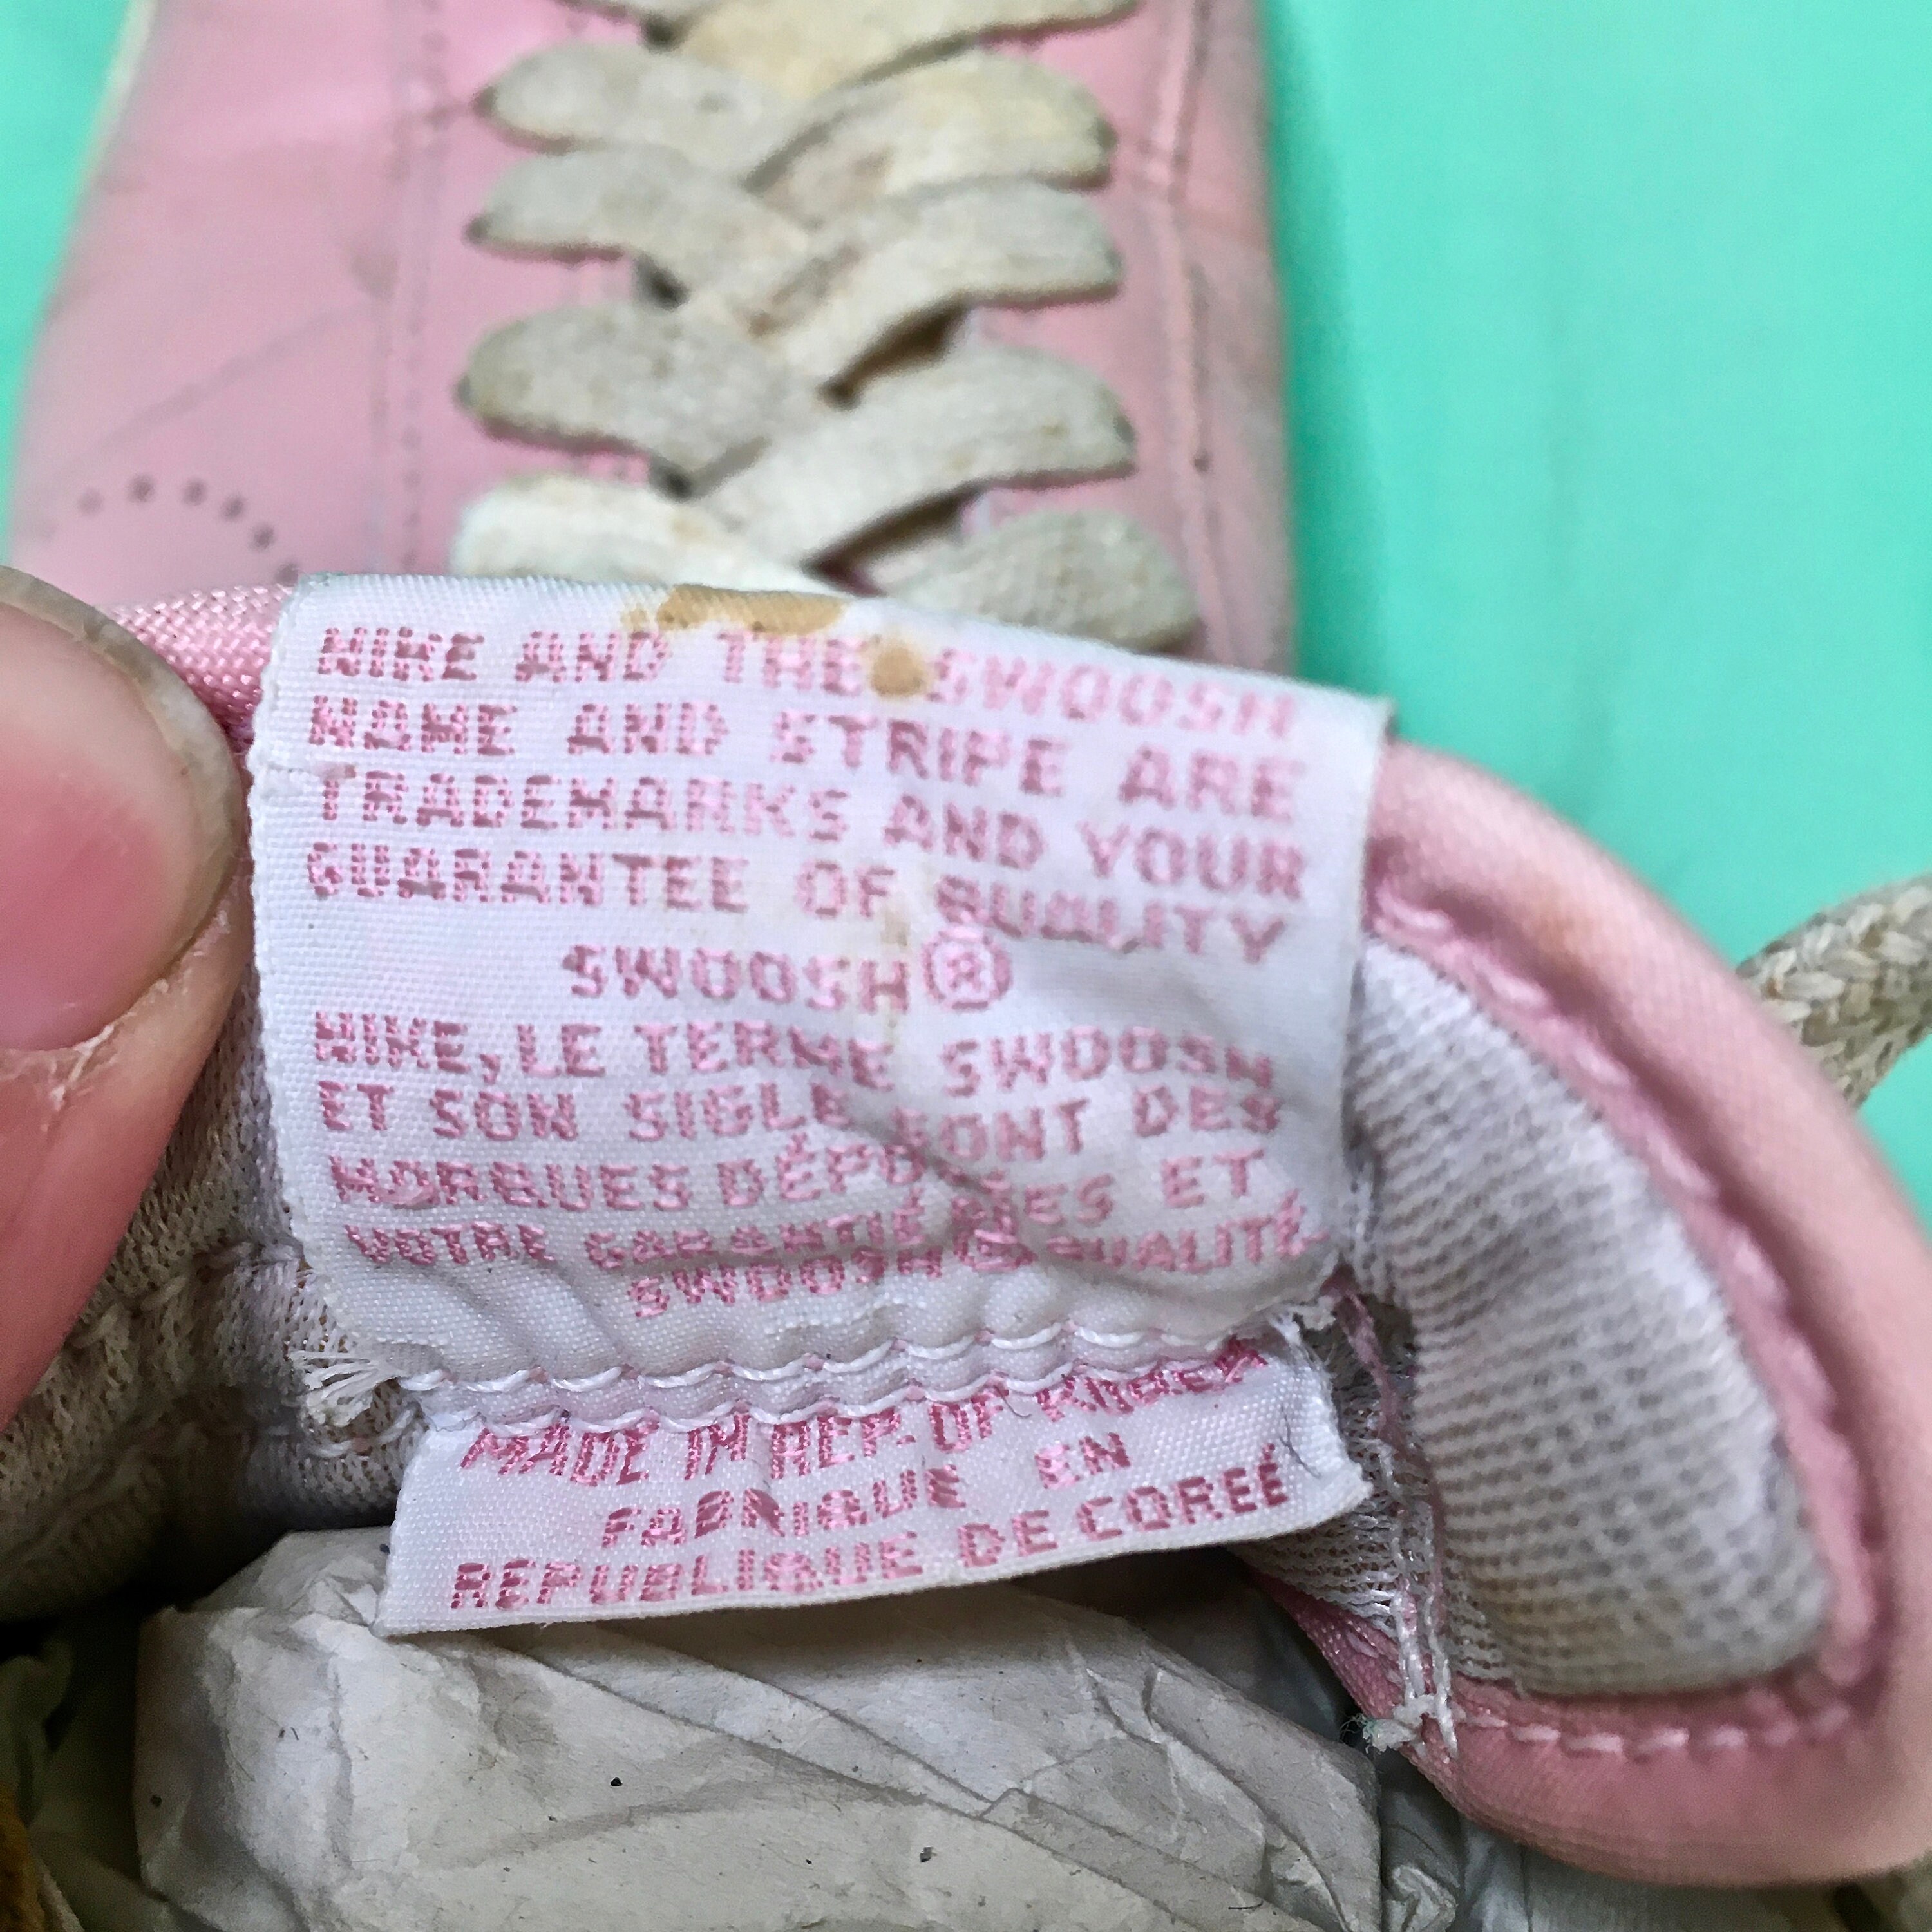 NIKE AND THE SWOOSH
NAME AND STRIPE ARE
TRADEMARKS AND YOUR
GUARANTEE OF QUALITY
SWOOSH®
NIKE, LE TERME SWOOSH
ET SON SIGLE SONT DES
MARQUES DÉPOSÉES ET
VOTRE GARANTIE QUALITÉ
SWOOSH®
MADE IN REP. OF KOREA
FABRIQUE EN
REPUBLIQUE DE COREÉ